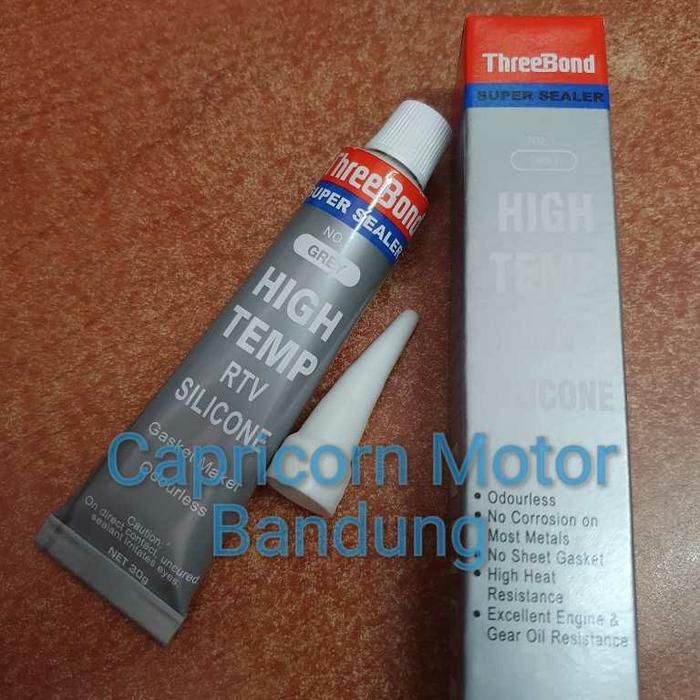 ThreeBond
SUPER SEALER
NO.
GREY
HIGH
TEMP
RTV
SILICONE
Gasket Maker
Odourless
Caution:
On direct contact, uncured
sealant irritates eyes.
NET 30g
ThreeBond
SUPER SEALER
NO.
HIGH
TEMP
SILICONE
• Odourless
• No Corrosion on
Most Metals
• No Sheet Gasket
• High Heat
Resistance
• Excellent Engine &
Gear Oil Resistance
Capricorn Motor
Bandung